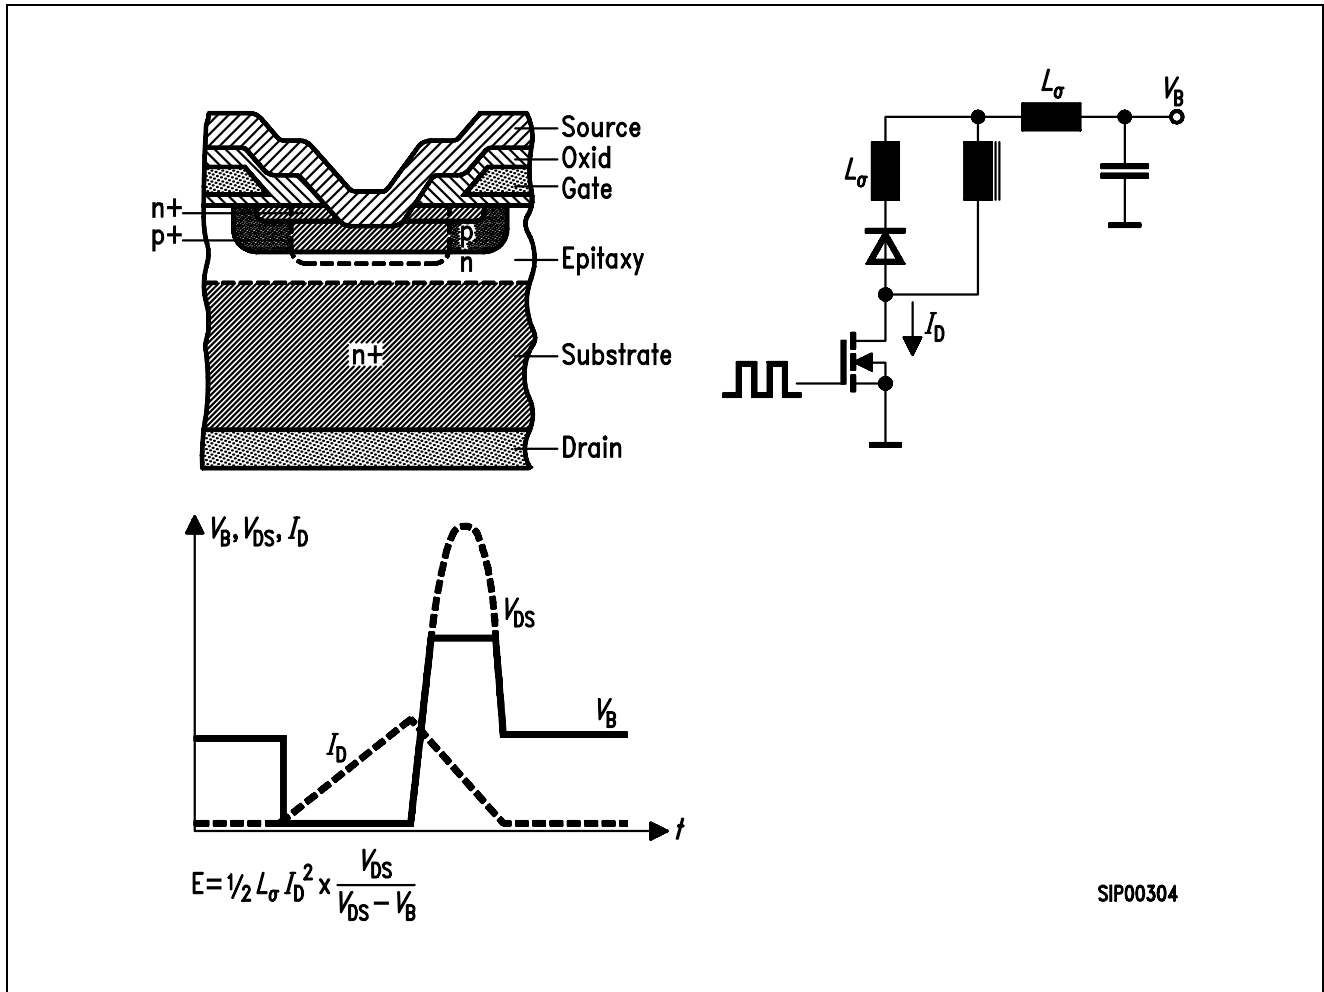 Source
Oxid
Gate
n+
p+
p
n
Epitaxy
n+
Substrate
Drain
Lσ
VB
Lσ
ID
VB, VDS, ID
VDS
VB
ID
t
E = 1/2 Lσ ID² x VDS / (VDS – VB)
SIP00304